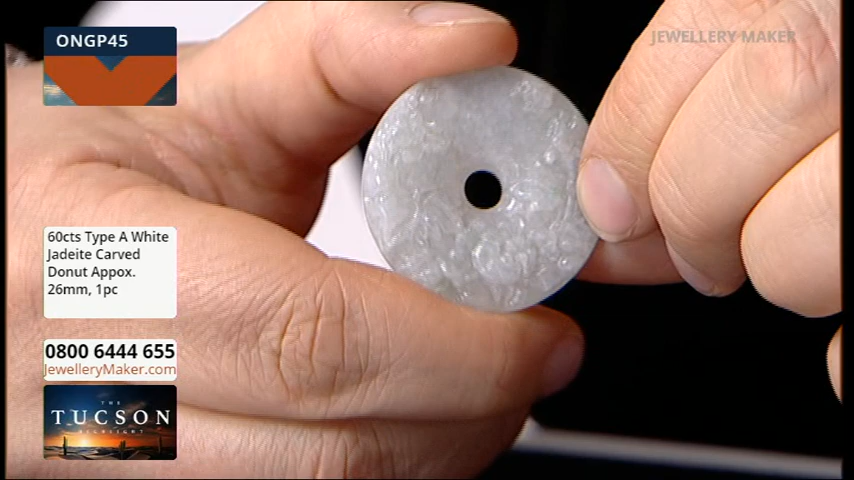 ONGP45
JEWELLERY MAKER
60cts Type A White
Jadeite Carved
Donut Appox.
26mm, 1pc
0800 6444 655
JewelleryMaker.com
THE
TUCSON
HIGHLIGHT